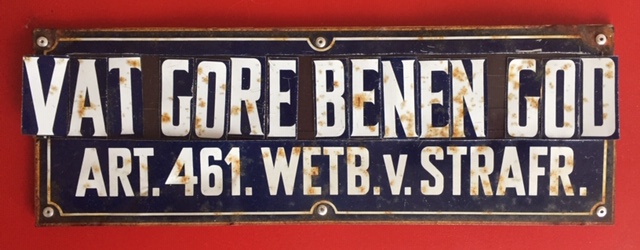 VAT GORE BENEN GOD
ART. 461. WETB. v. STRAFR.